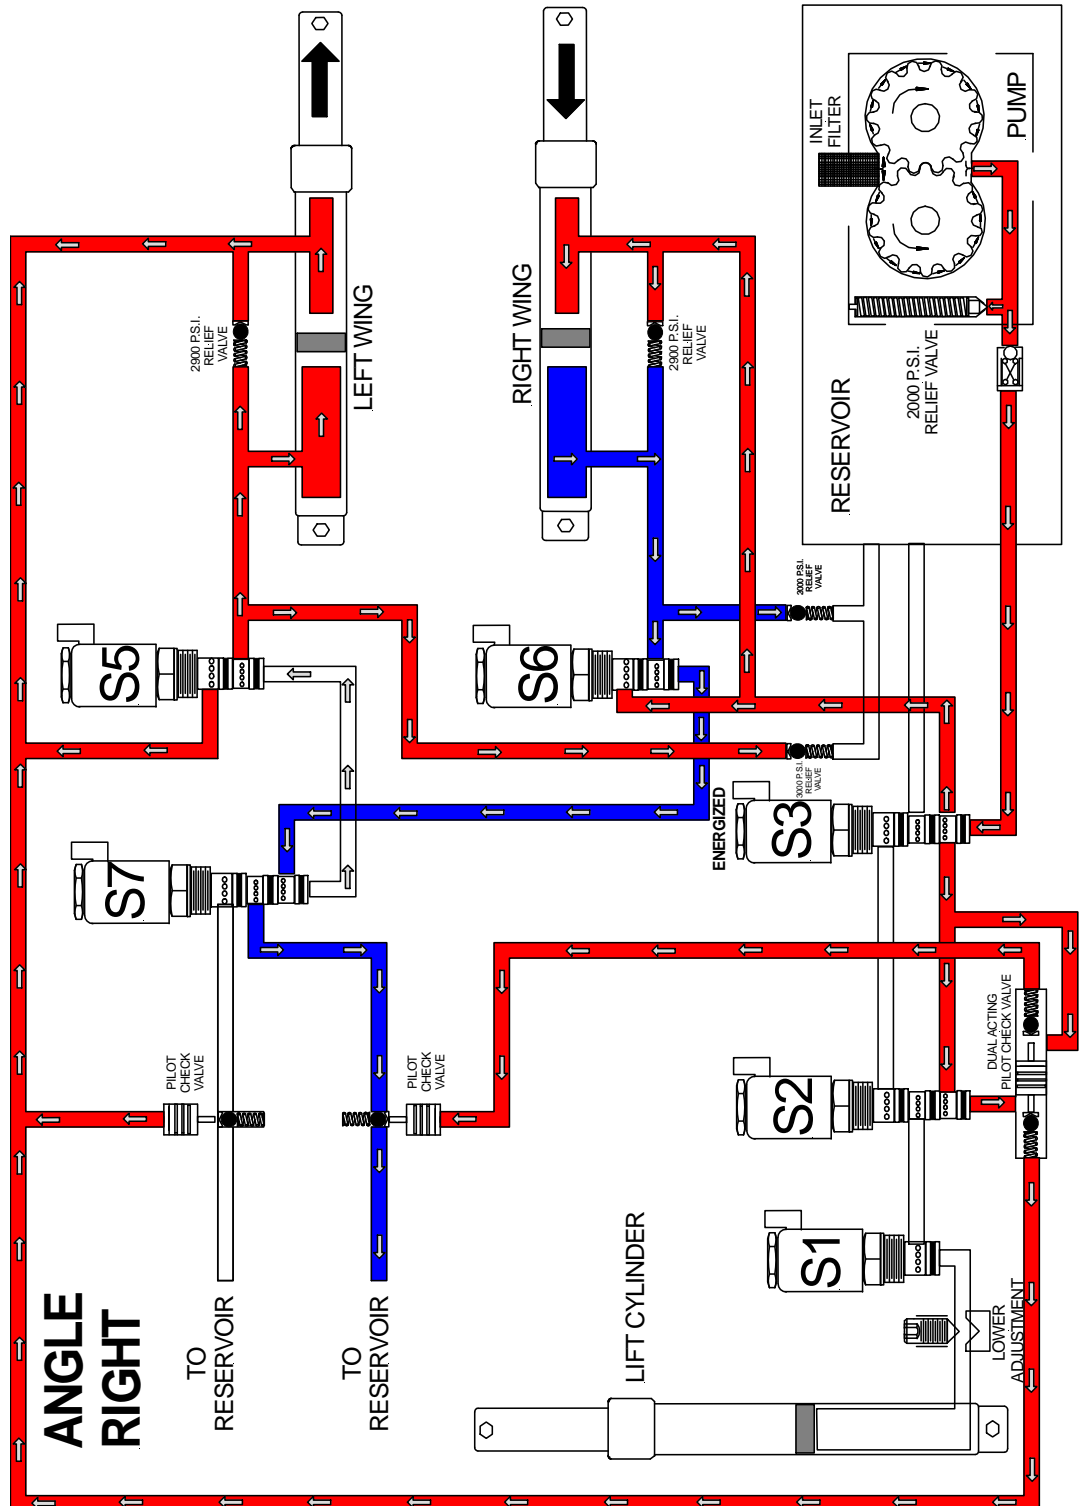 ANGLE
RIGHT
TO
RESERVOIR
TO
RESERVOIR
PILOT
CHECK
VALVE
PILOT
CHECK
VALVE
S7
S5
2900 P.S.I.
RELIEF
VALVE
LEFT WING
RIGHT WING
2900 P.S.I.
RELIEF
VALVE
S6
3000 P.S.I.
RELIEF
VALVE
3000 P.S.I.
RELIEF
VALVE
ENERGIZED
S3
S2
S1
LIFT CYLINDER
LOWER
ADJUSTMENT
DUAL ACTING
PILOT CHECK VALVE
RESERVOIR
2000 P.S.I.
RELIEF VALVE
INLET
FILTER
PUMP